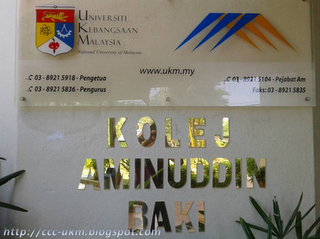 UNIVERSITI
KEBANGSAAN
MALAYSIA
National University of Malaysia
www.ukm.my
C 03 - 8921 5918 - Pengetua
C 03 - 8921 5104 - Pejabat Am
C 03 - 8921 5836 - Pengurus
Faks: 03 - 8921 5835
KOLEJ
AMINUDDIN
BAKI
http://ccc-ukm.blogspot.com